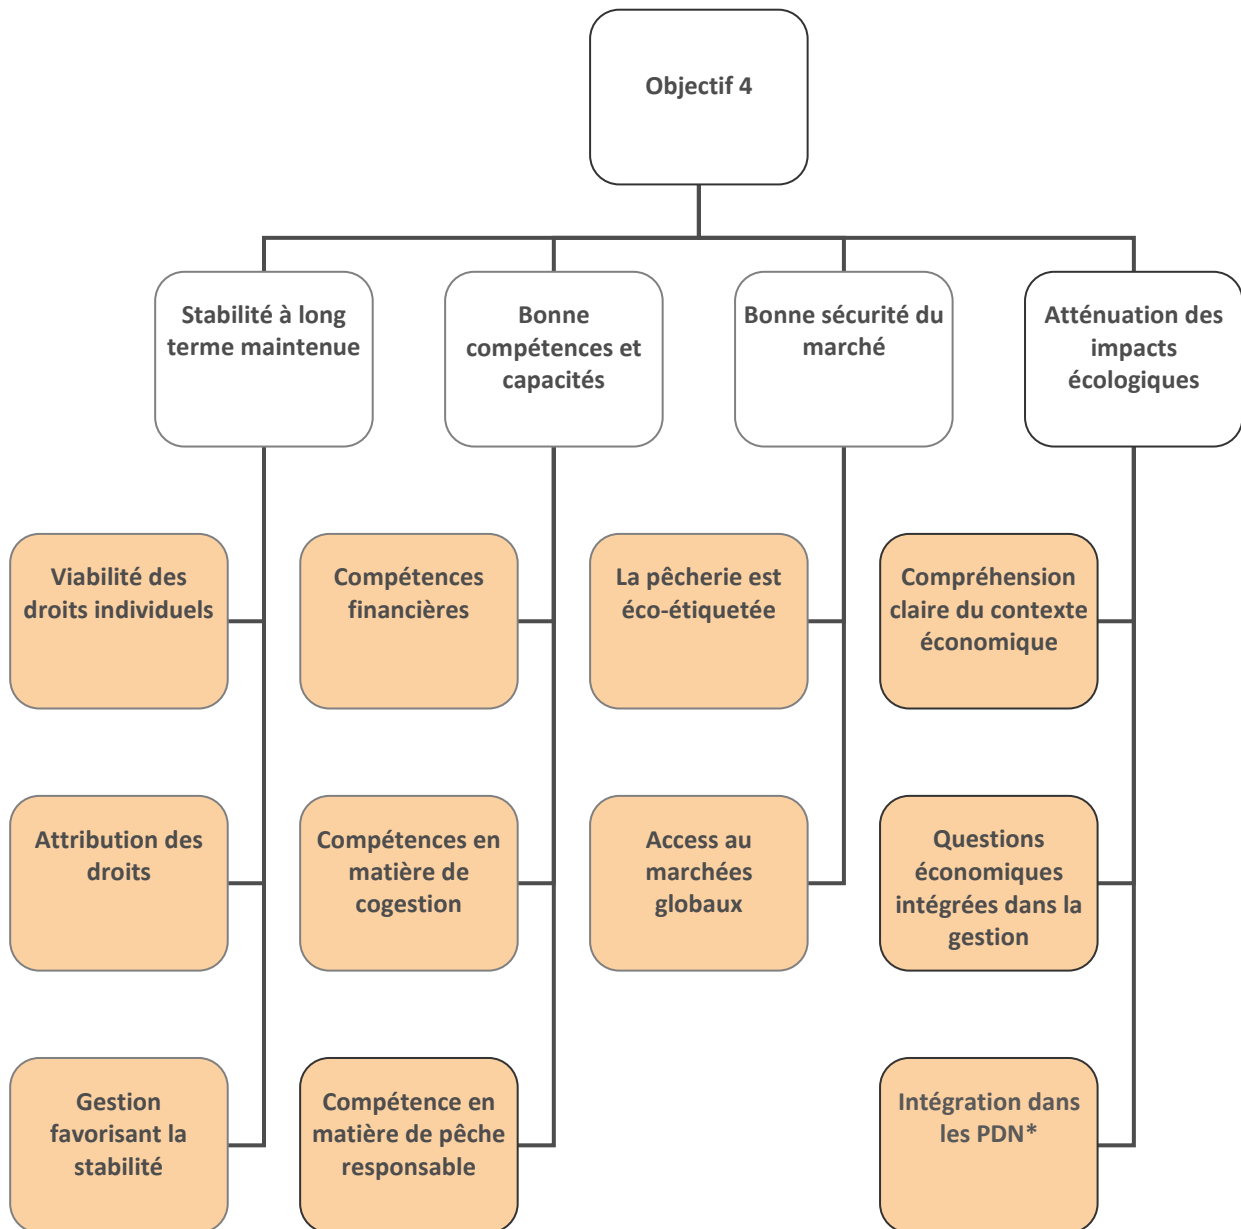 Objectif 4
Stabilité à long
terme maintenue
Bonne
compétences et
capacités
Bonne sécurité du
marché
Atténuation des
impacts
écologiques
Viabilité des
droits individuels
Compétences
financières
La pêcherie est
éco-étiquetée
Compréhension
claire du contexte
économique
Attribution des
droits
Compétences en
matière de
cogestion
Access au
marchées
globaux
Questions
économiques
intégrées dans la
gestion
Gestion
favorisant la
stabilité
Compétence en
matière de pêche
responsable
Intégration dans
les PDN*